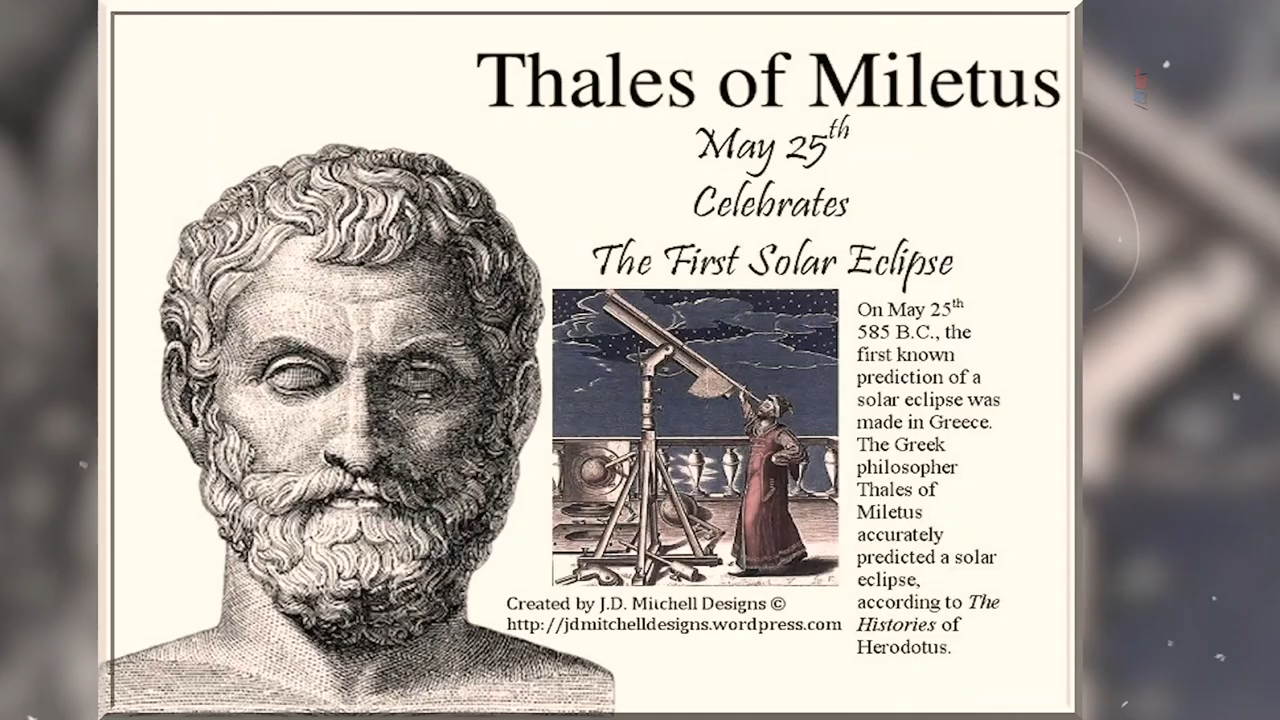 Thales of Miletus
May 25th
Celebrates
The First Solar Eclipse
On May 25th
585 B.C., the
first known
prediction of a
solar eclipse was
made in Greece.
The Greek
philosopher
Thales of
Miletus
accurately
predicted a solar
eclipse,
according to The
Histories of
Herodotus.
Created by J.D. Mitchell Designs ©
http://jdmitchelldesigns.wordpress.com